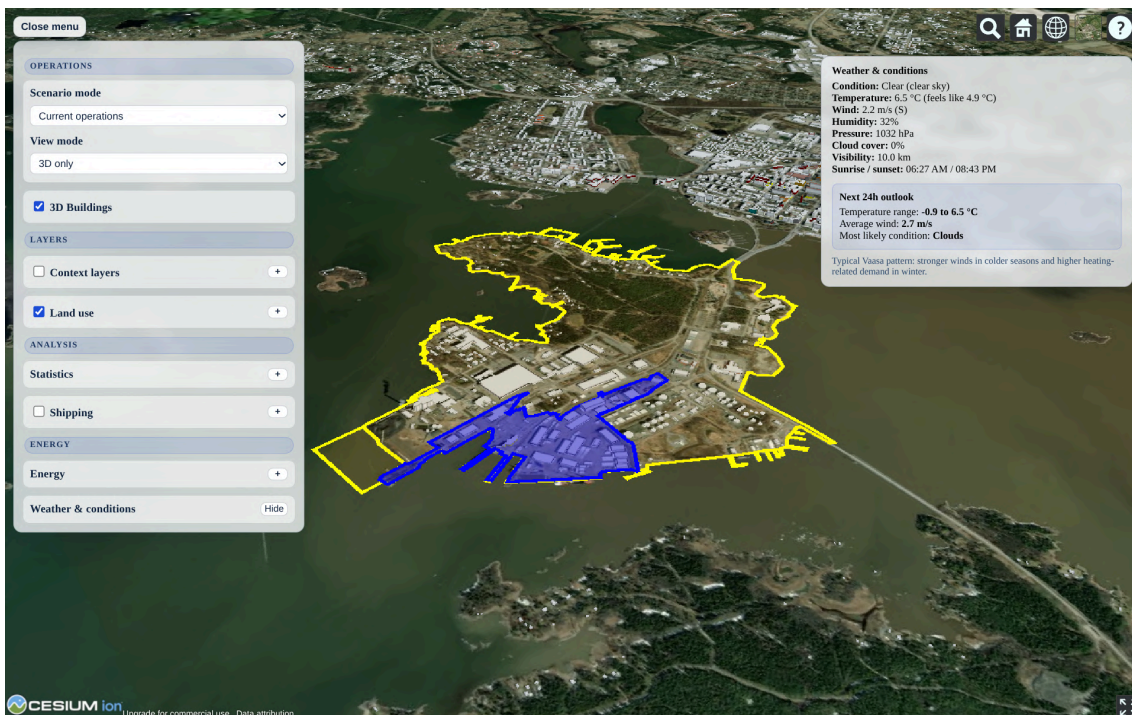 Close menu
OPERATIONS
Scenario mode
Current operations
View mode
3D only
3D Buildings
LAYERS
Context layers
+
Land use
+
ANALYSIS
Statistics
+
Shipping
+
ENERGY
Energy
+
Weather & conditions
Hide
?
Weather & conditions
Condition: Clear (clear sky)
Temperature: 6.5 °C (feels like 4.9 °C)
Wind: 2.2 m/s (S)
Humidity: 32%
Pressure: 1032 hPa
Cloud cover: 0%
Visibility: 10.0 km
Sunrise / sunset: 06:27 AM / 08:43 PM
Next 24h outlook
Temperature range: -0.9 to 6.5 °C
Average wind: 2.7 m/s
Most likely condition: Clouds
Typical Vaasa pattern: stronger winds in colder seasons and higher heating-
related demand in winter.
CESIUM ion
Upgrade for commercial use. Data attribution